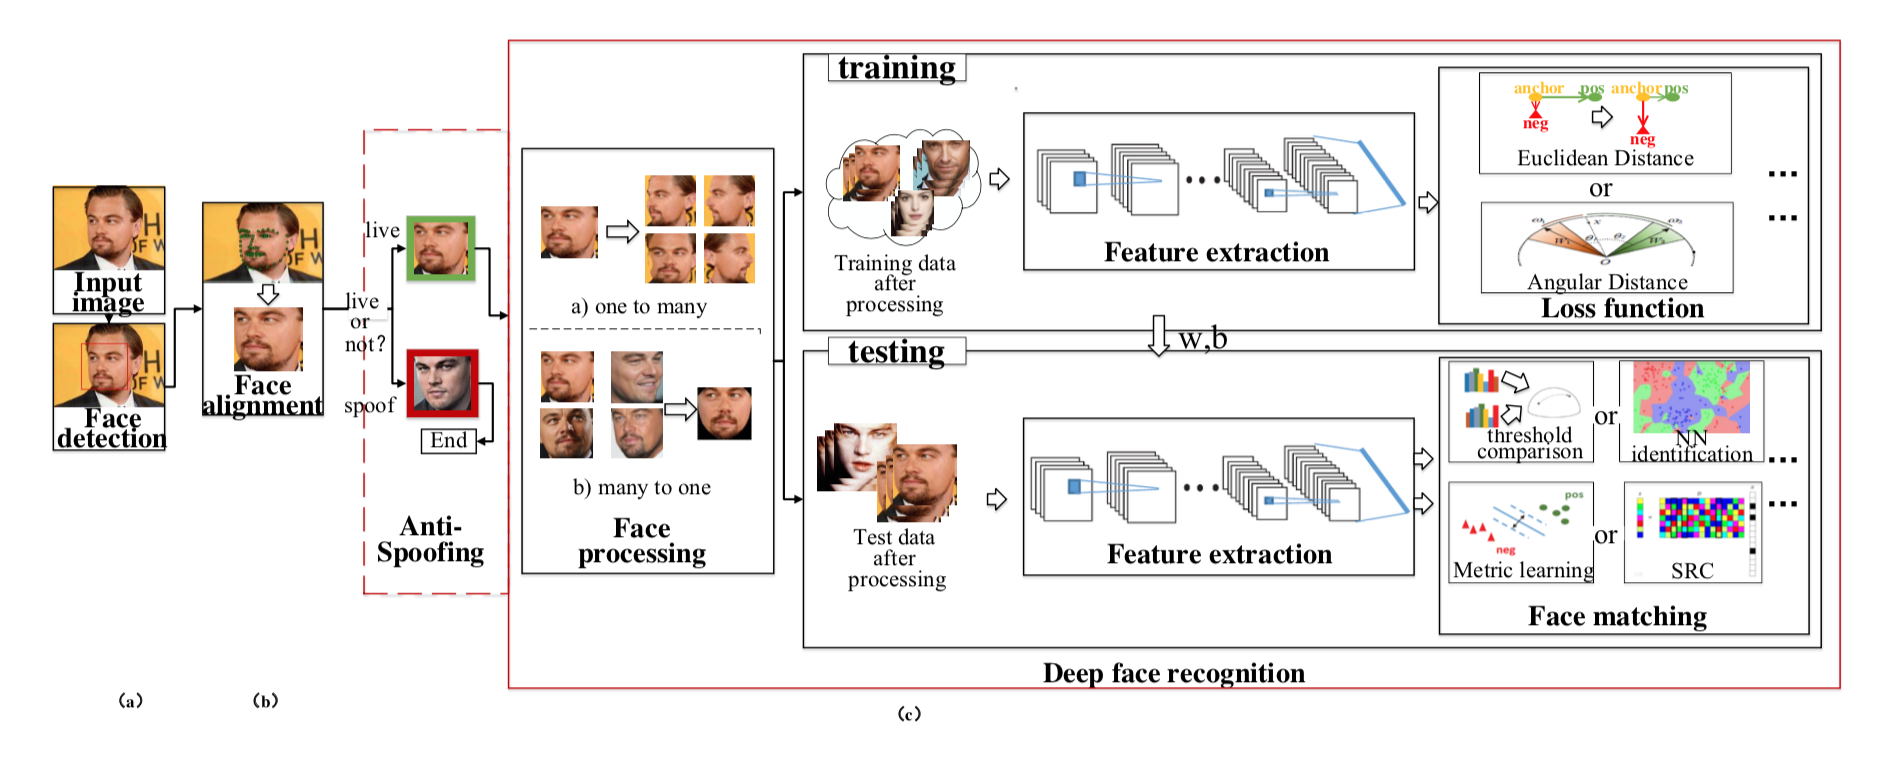 Input
image
Face
detection
Face
alignment
live
live
or
not?
spoof
End
Anti-
Spoofing
a) one to many
b) many to one
Face
processing
training
Training data
after
processing
Feature extraction
anchor pos anchor pos
neg
neg
Euclidean Distance
or
Angular Distance
Loss function
...
...
w,b
testing
Test data
after
processing
Feature extraction
threshold
comparison
or
NN
identification
...
pos
neg
Metric learning
or
SRC
...
Face matching
Deep face recognition
(a)
(b)
(c)